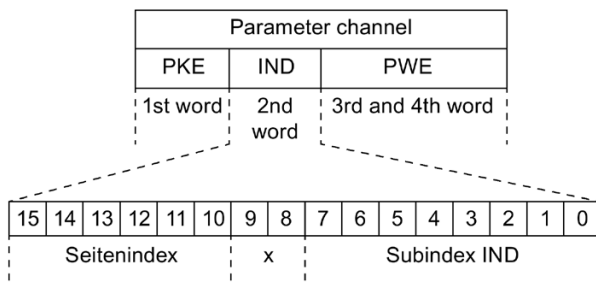 Parameter channel
PKE IND PWE
1st word 2nd word 3rd and 4th word
15 14 13 12 11 10 9 8 7 6 5 4 3 2 1 0
Seitenindex x Subindex IND